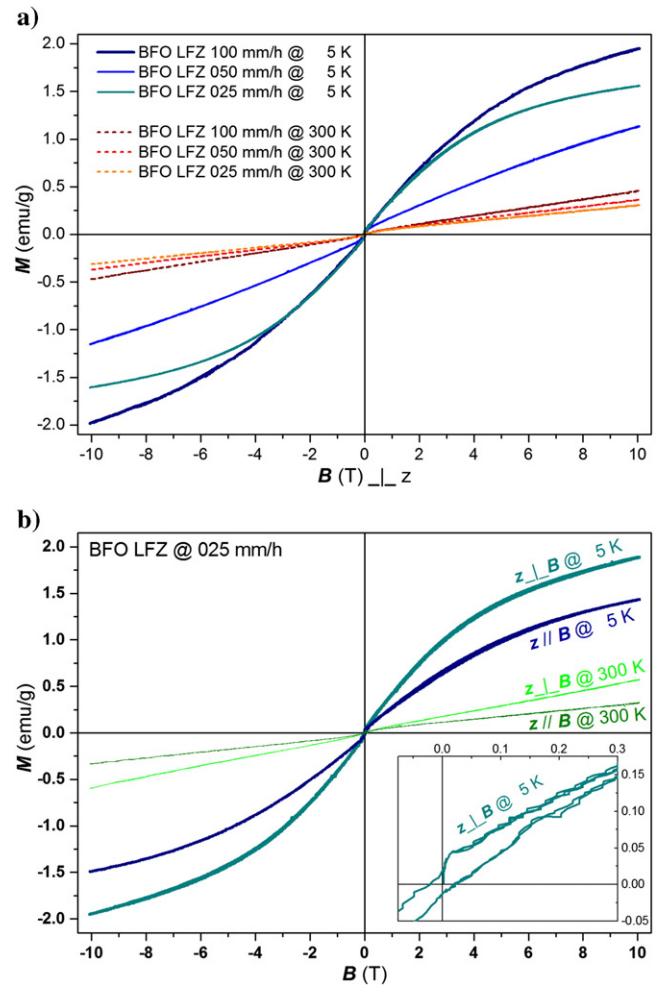 a)
BFO LFZ 100 mm/h @ 5 K
BFO LFZ 050 mm/h @ 5 K
BFO LFZ 025 mm/h @ 5 K
BFO LFZ 100 mm/h @ 300 K
BFO LFZ 050 mm/h @ 300 K
BFO LFZ 025 mm/h @ 300 K
2.0
1.5
1.0
0.5
0.0
-0.5
-1.0
-1.5
-2.0
M (emu/g)
-10 -8 -6 -4 -2 0 2 4 6 8 10
B (T) _|_ z
b)
BFO LFZ @ 025 mm/h
z_|_B @ 5 K
z // B @ 5 K
z_|_B @ 300 K
z // B @ 300 K
2.0
1.5
1.0
0.5
0.0
-0.5
-1.0
-1.5
-2.0
M (emu/g)
0.0 0.1 0.2 0.3
z_|_B @ 5 K
0.15
0.10
0.05
0.00
-0.05
-10 -8 -6 -4 -2 0 2 4 6 8 10
B (T)